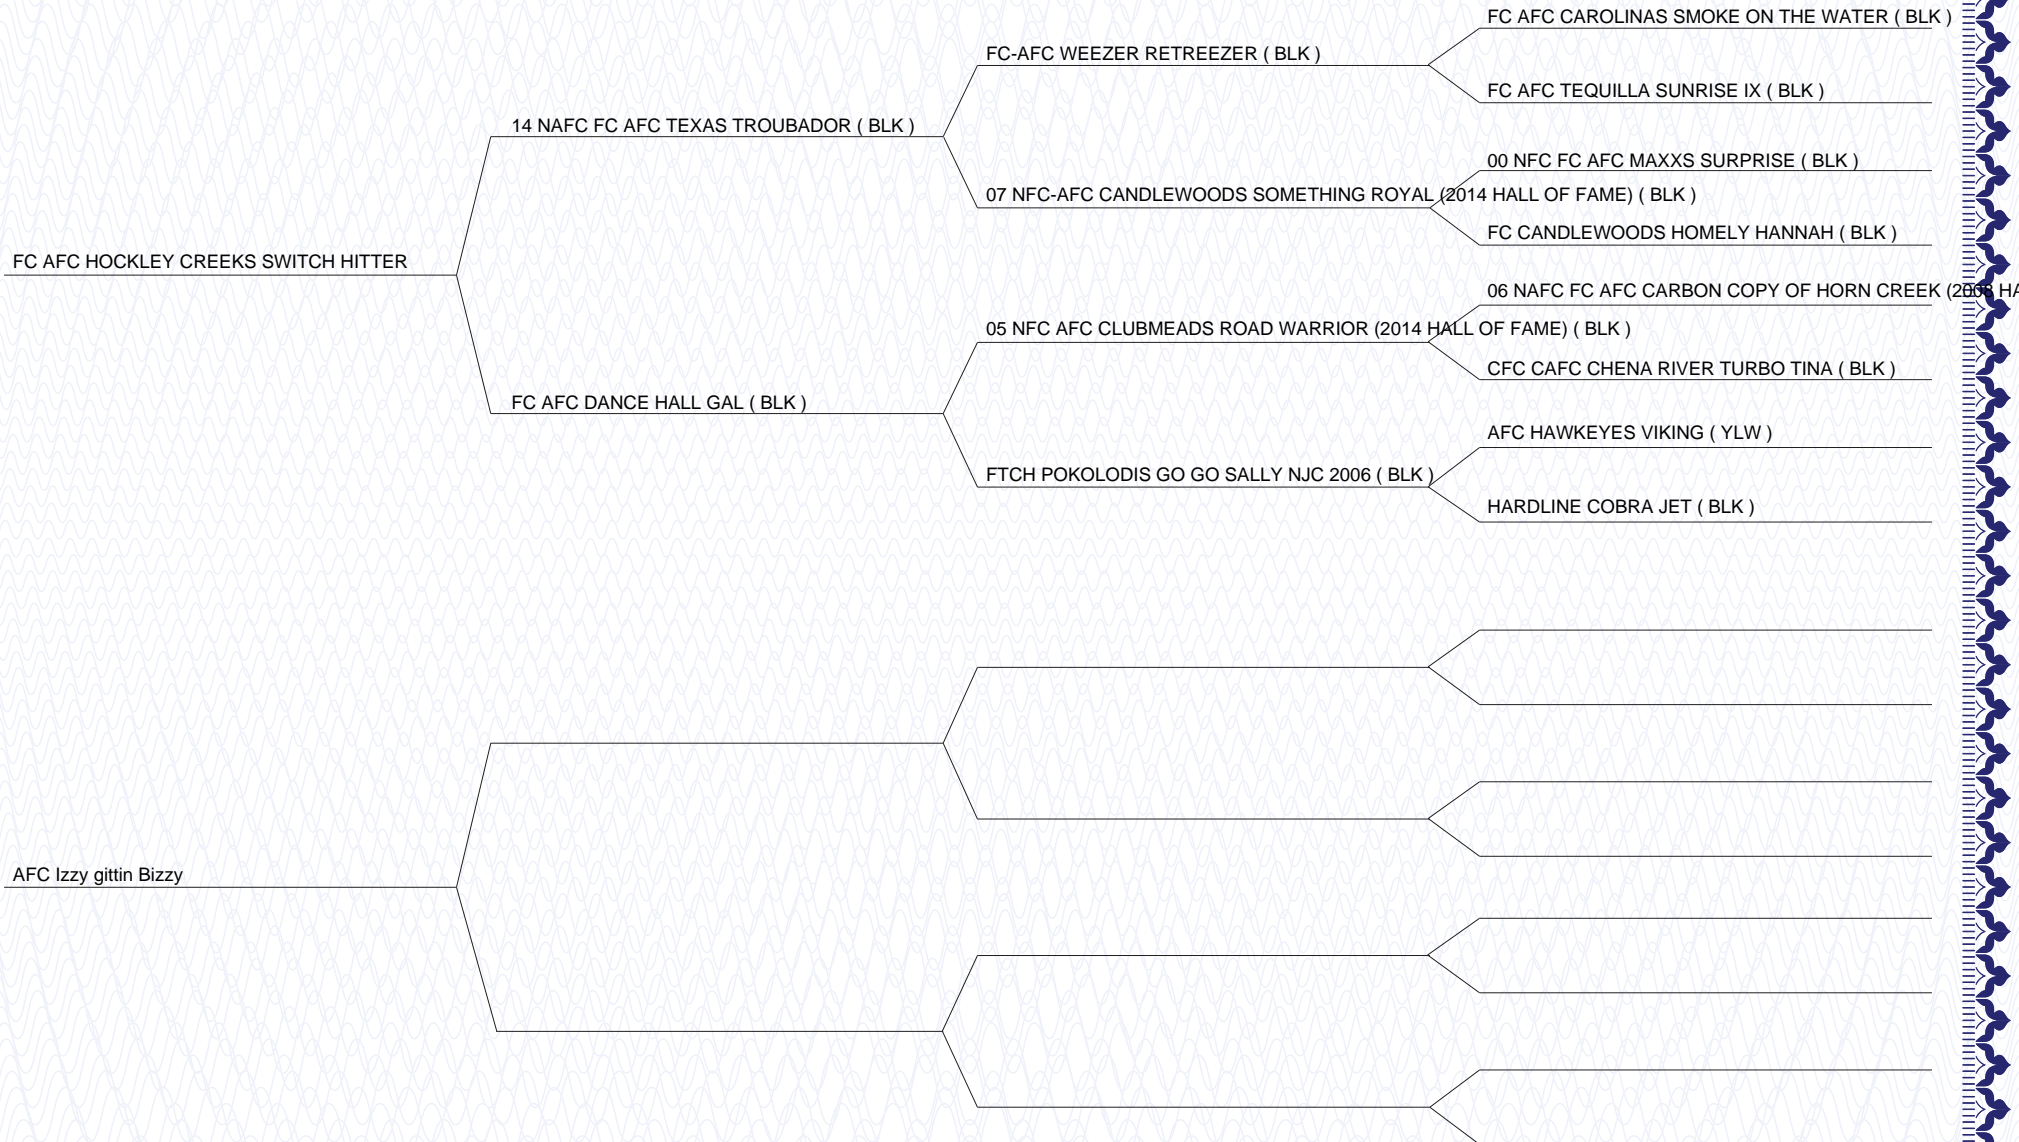 FC AFC CAROLINAS SMOKE ON THE WATER ( BLK )
FC-AFC WEEZER RETREEZER ( BLK )
FC AFC TEQUILLA SUNRISE IX ( BLK )
14 NAFC FC AFC TEXAS TROUBADOR ( BLK )
00 NFC FC AFC MAXXS SURPRISE ( BLK )
07 NFC-AFC CANDLEWOODS SOMETHING ROYAL (2014 HALL OF FAME) ( BLK )
FC CANDLEWOODS HOMELY HANNAH ( BLK )
FC AFC HOCKLEY CREEKS SWITCH HITTER
06 NAFC FC AFC CARBON COPY OF HORN CREEK (2008 HA
05 NFC AFC CLUBMEADS ROAD WARRIOR (2014 HALL OF FAME) ( BLK )
CFC CAFC CHENA RIVER TURBO TINA ( BLK )
FC AFC DANCE HALL GAL ( BLK )
AFC HAWKEYES VIKING ( YLW )
FTCH POKOLODIS GO GO SALLY NJC 2006 ( BLK )
HARDLINE COBRA JET ( BLK )
AFC Izzy gittin Bizzy